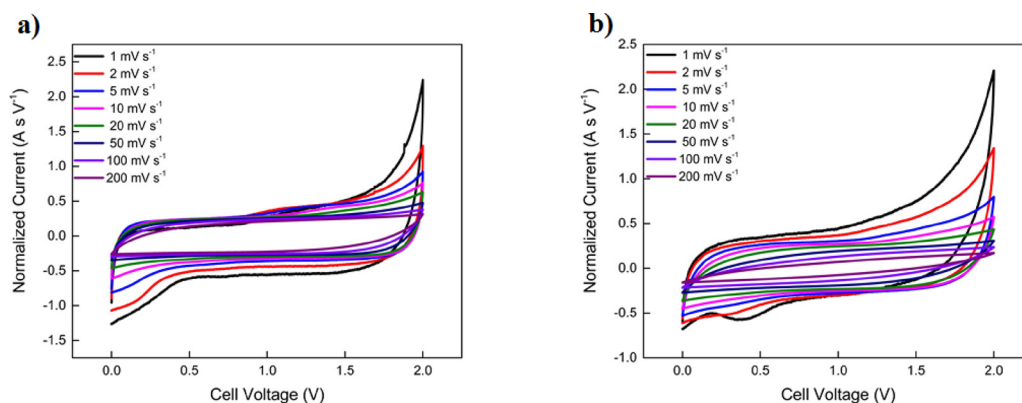 a)
2.5
2.0
1.5
1.0
0.5
0.0
-0.5
-1.0
-1.5
Normalized Current (A s V⁻¹)
1 mV s⁻¹
2 mV s⁻¹
5 mV s⁻¹
10 mV s⁻¹
20 mV s⁻¹
50 mV s⁻¹
100 mV s⁻¹
200 mV s⁻¹
0.0 0.5 1.0 1.5 2.0
Cell Voltage (V)
b)
2.5
2.0
1.5
1.0
0.5
0.0
-0.5
-1.0
Normalized Current (A s V⁻¹)
1 mV s⁻¹
2 mV s⁻¹
5 mV s⁻¹
10 mV s⁻¹
20 mV s⁻¹
50 mV s⁻¹
100 mV s⁻¹
200 mV s⁻¹
0.0 0.5 1.0 1.5 2.0
Cell Voltage (V)